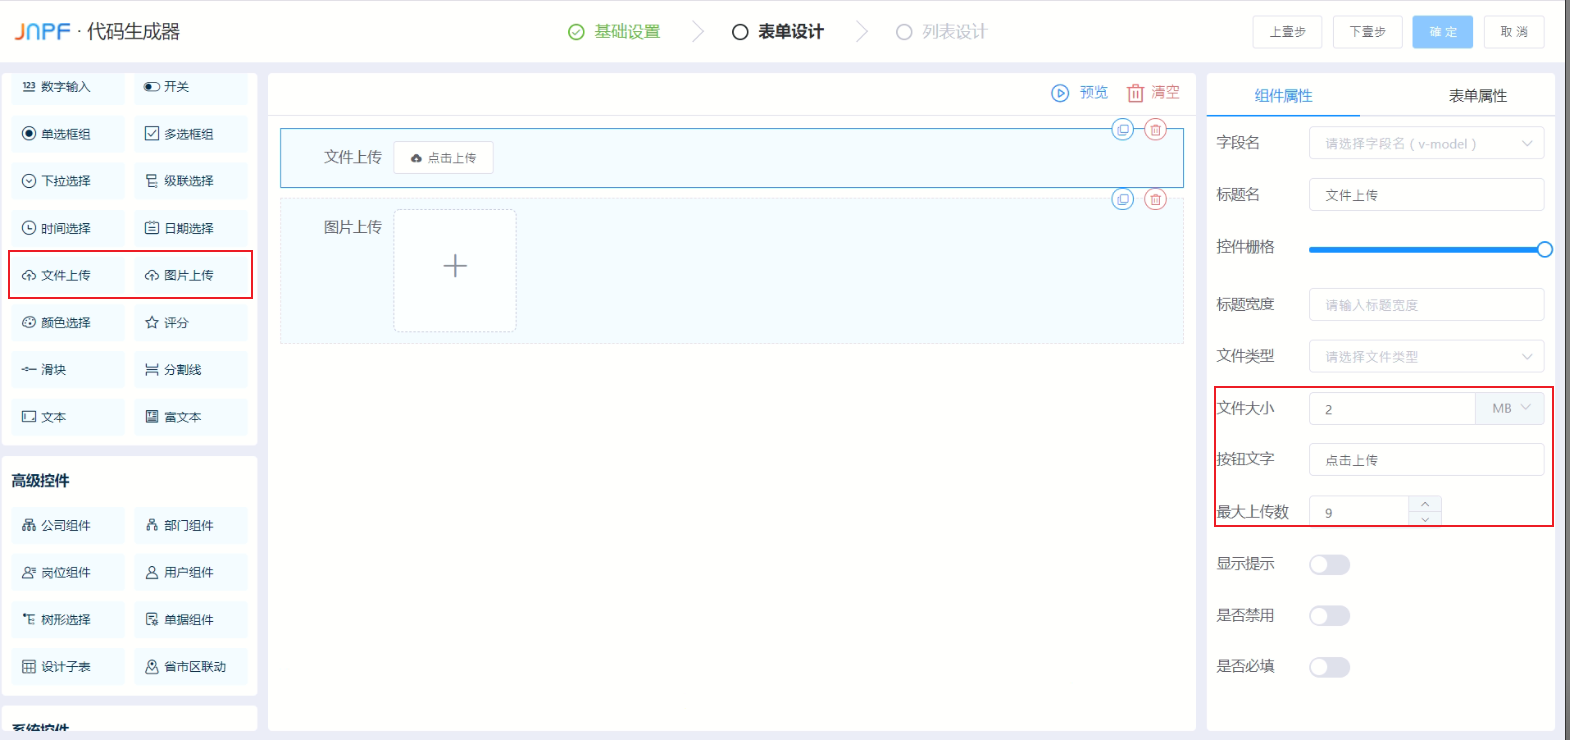 JNPF · 代码生成器
基础设置
表单设计
列表设计
上壹步
下壹步
確 定
取 消
123 数字输入
开关
单选框组
多选框组
下拉选择
级联选择
时间选择
日期选择
文件上传
图片上传
颜色选择
评分
滑块
分割线
文本
富文本
高级控件
公司组件
部门组件
岗位组件
用户组件
树形选择
单据组件
设计子表
省市区联动
系统控件
预览
清空
文件上传
点击上传
图片上传
组件属性
表单属性
字段名
请选择字段名 ( v-model )
标题名
文件上传
控件栅格
标题宽度
请输入标题宽度
文件类型
请选择文件类型
文件大小
2
MB
按钮文字
点击上传
最大上传数
9
显示提示
是否禁用
是否必填